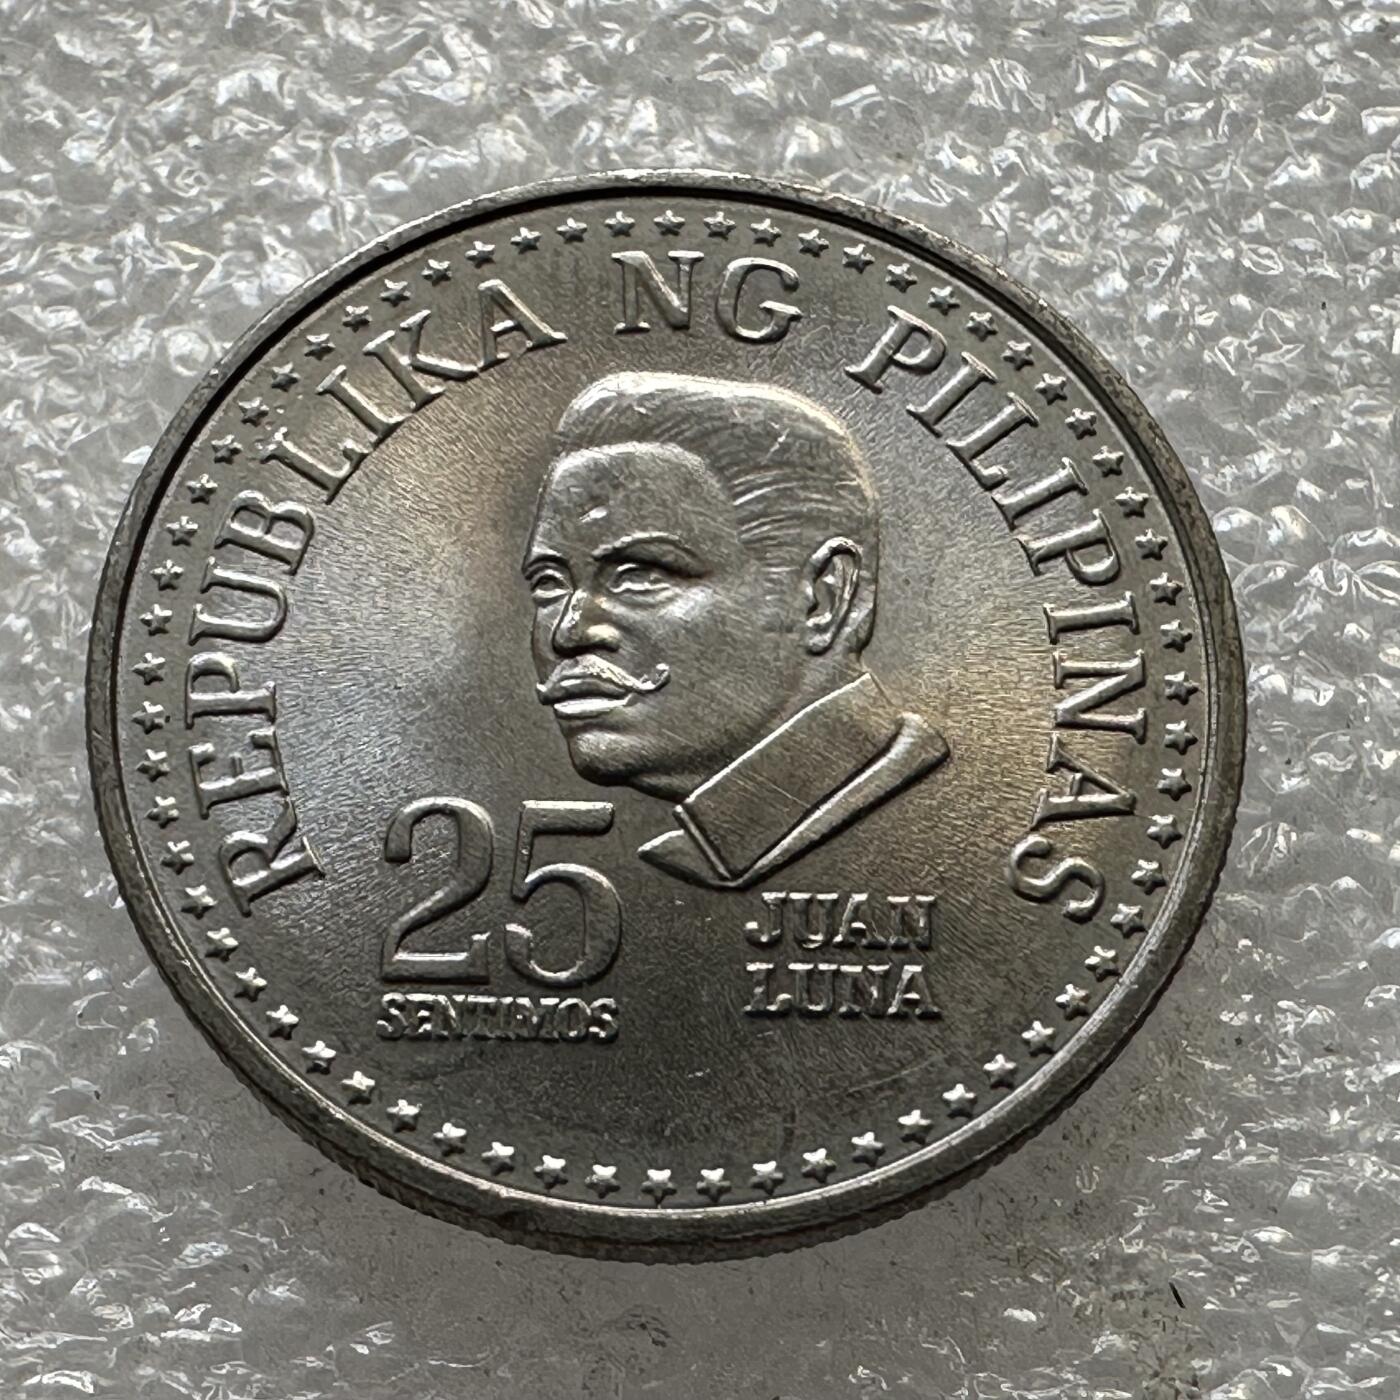 REPUBLIKA NG PILIPINAS
25
SENTIMOS
JUAN
LUNA